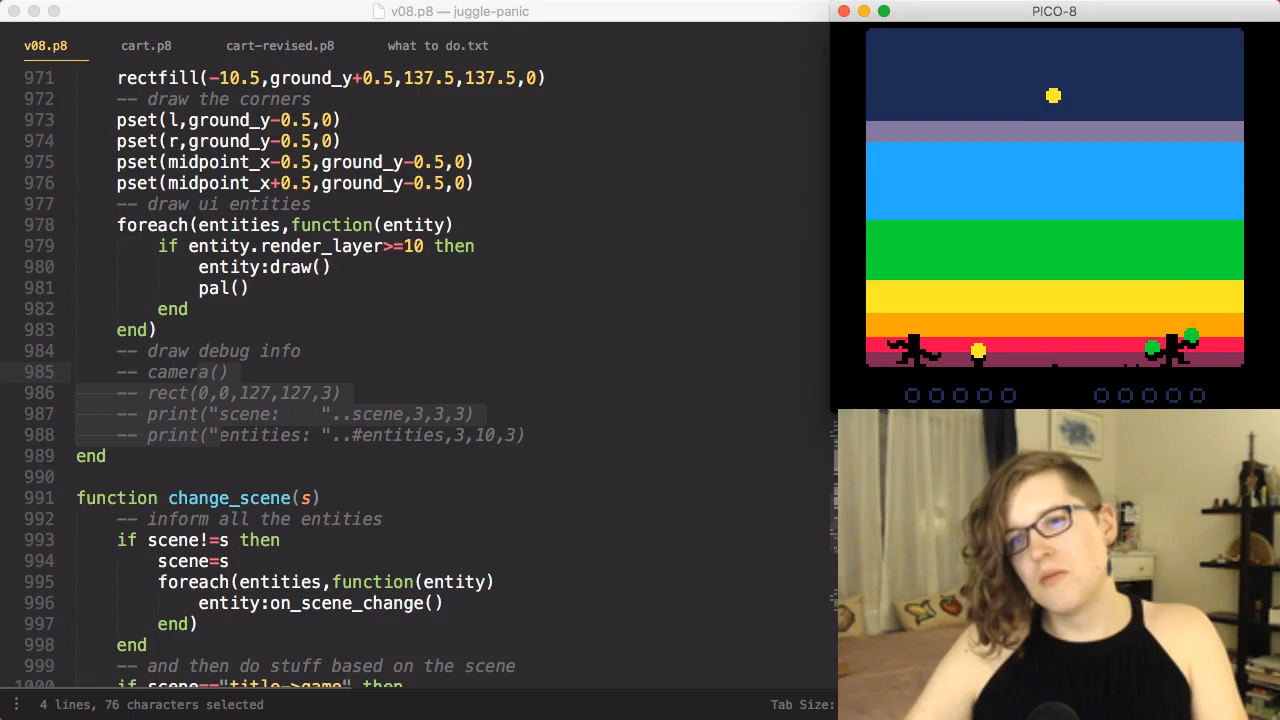 v08.p8 — juggle-panic
PICO-8
v08.p8 cart.p8 cart-revised.p8 what to do.txt
971 rectfill(-10.5,ground_y+0.5,137.5,137.5,0)
972 -- draw the corners
973 pset(l,ground_y-0.5,0)
974 pset(r,ground_y-0.5,0)
975 pset(midpoint_x-0.5,ground_y-0.5,0)
976 pset(midpoint_x+0.5,ground_y-0.5,0)
977 -- draw ui entities
978 foreach(entities,function(entity)
979 if entity.render_layer>=10 then
980 entity:draw()
981 pal()
982 end
983 end)
984 -- draw debug info
985 -- camera()
986 -- rect(0,0,127,127,3)
987 -- print("scene:    "..scene,3,3,3)
988 -- print("entities: "..#entities,3,10,3)
989 end
990
991 function change_scene(s)
992 -- inform all the entities
993 if scene!=s then
994 scene=s
995 foreach(entities,function(entity)
996 entity:on_scene_change()
997 end)
998 end
999 -- and then do stuff based on the scene
1000 if scene=="title->game" then
4 lines, 76 characters selected
Tab Size: